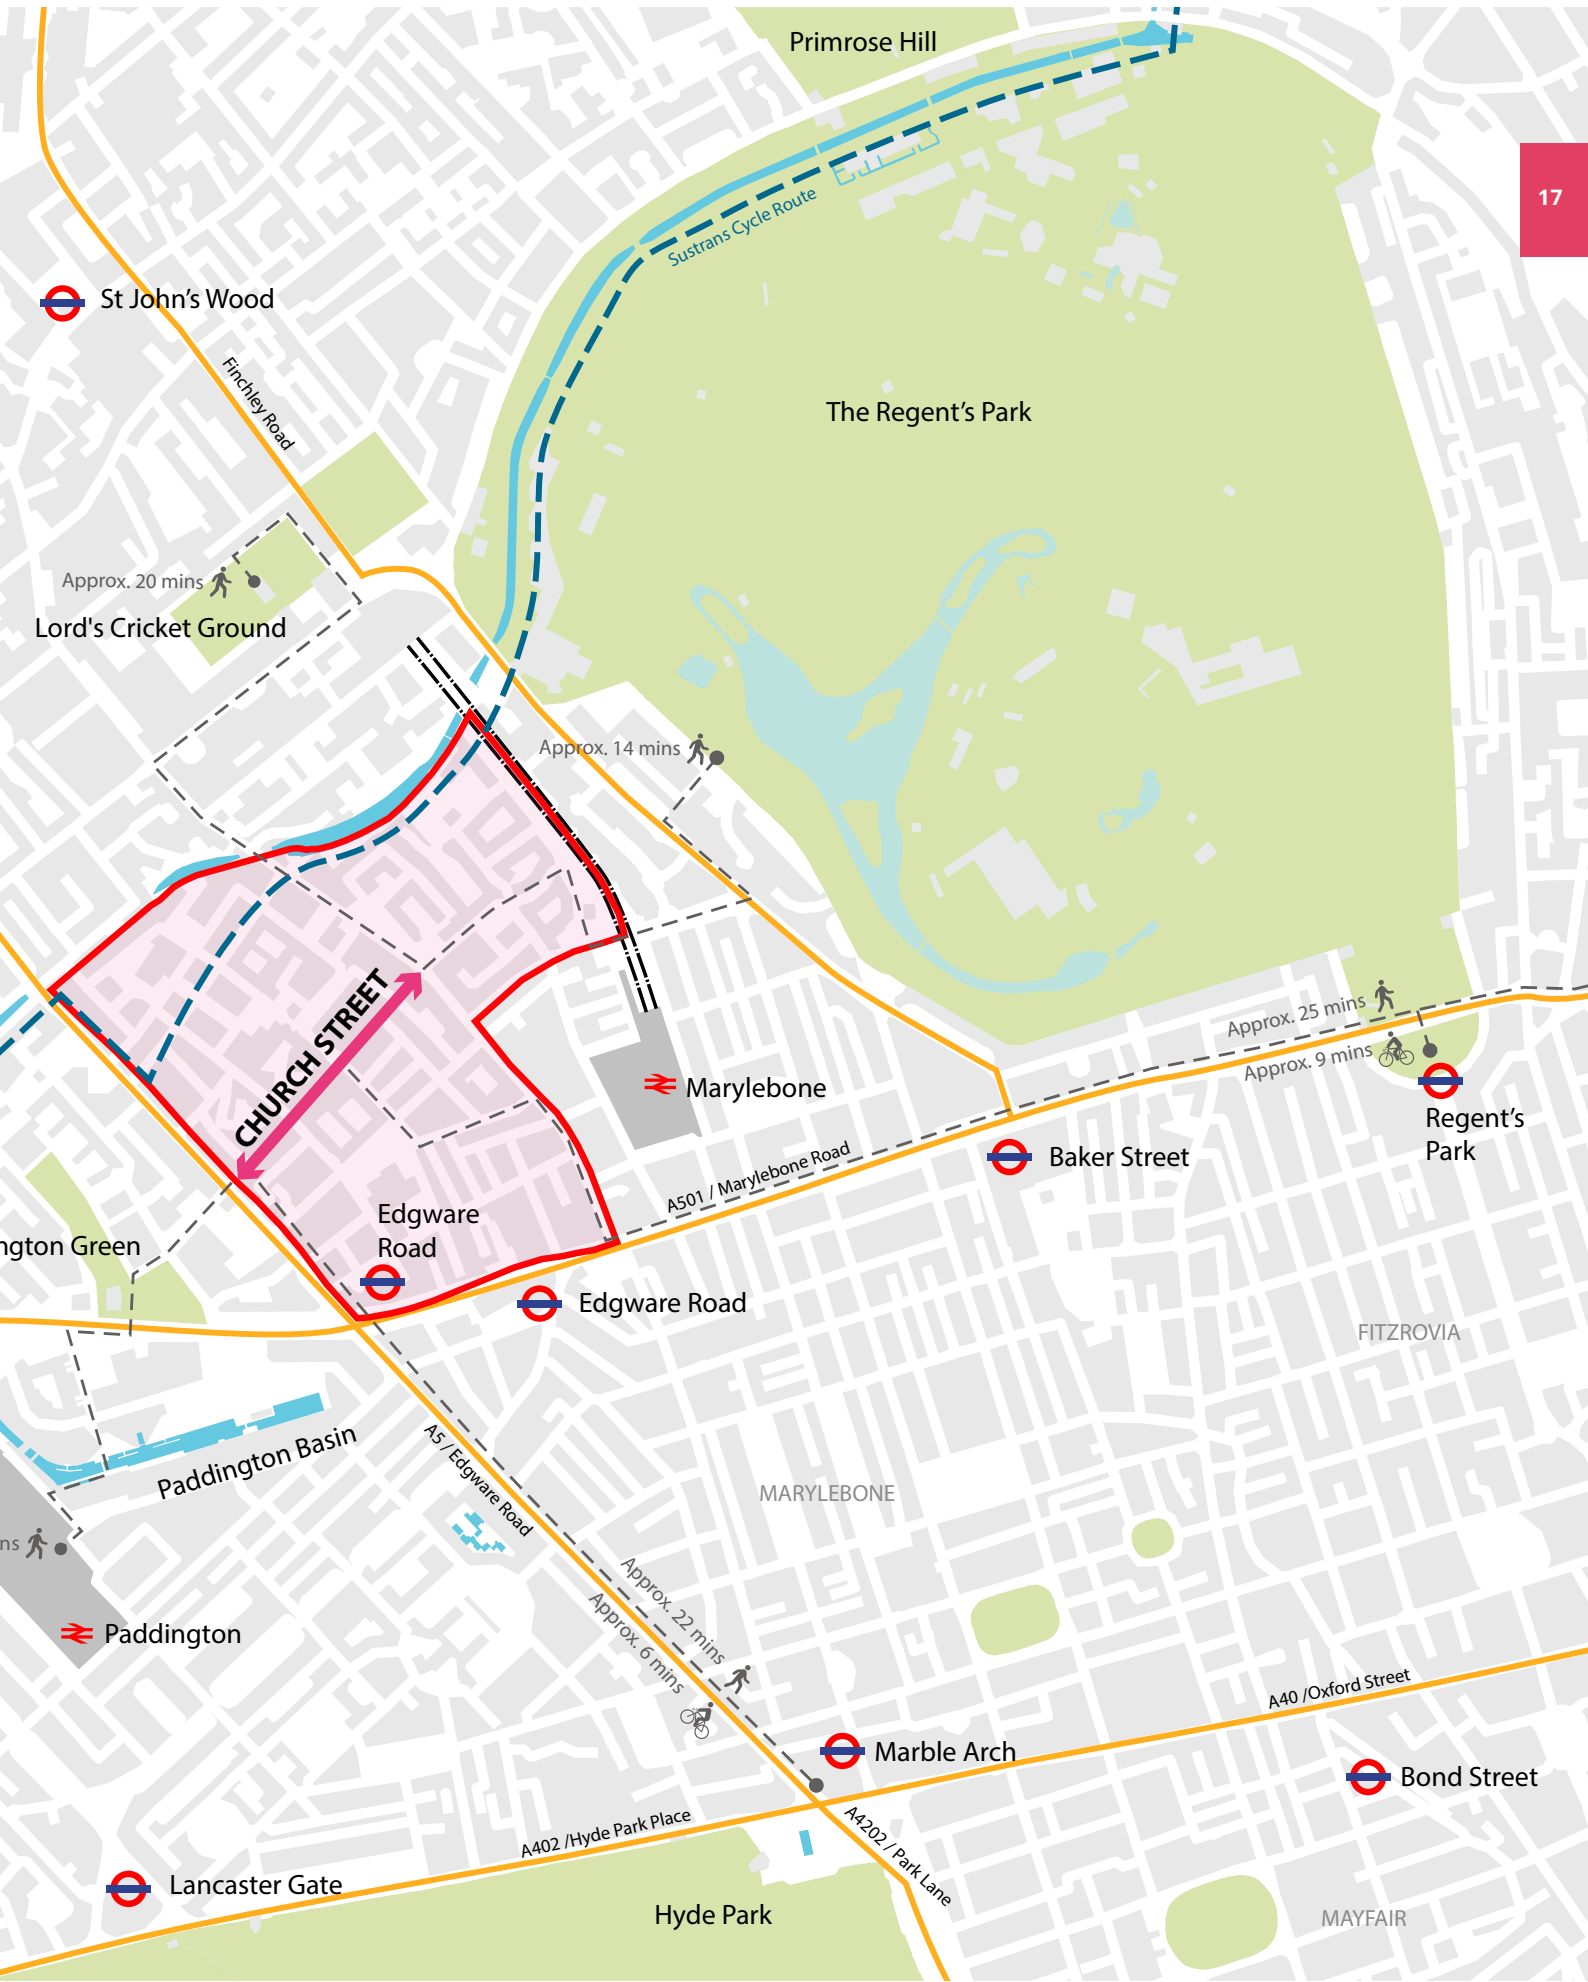 Primrose Hill
17
Sustrans Cycle Route
St John’s Wood
Finchley Road
The Regent’s Park
Approx. 20 mins
Lord's Cricket Ground
Approx. 14 mins
CHURCH STREET
Approx. 25 mins
Approx. 9 mins
Marylebone
Regent’s
Park
Baker Street
A501 / Marylebone Road
Edgware
Road
ngton Green
Edgware Road
FITZROVIA
Paddington Basin
A5 / Edgware Road
MARYLEBONE
ns
Approx. 22 mins
Approx. 6 mins
Paddington
A40 /Oxford Street
Marble Arch
Bond Street
A402 /Hyde Park Place
A4202 / Park Lane
Lancaster Gate
Hyde Park
MAYFAIR